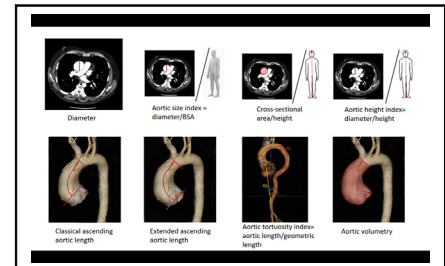 Diameter
Aortic size index =
diameter/BSA
Cross-sectional
area/height
Aortic height index=
diameter/height
Classical ascending
aortic length
Extended ascending
aortic length
Aortic tortuosity index=
aortic length/geometric
length
Aortic volumetry